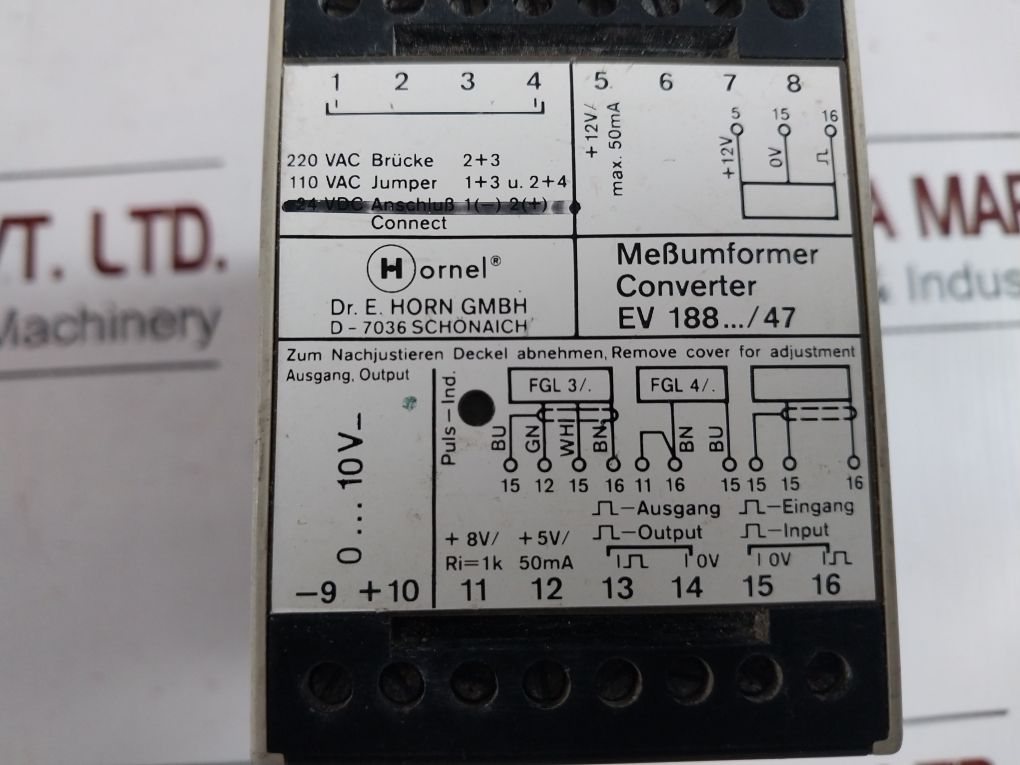 1 2 3 4 5 6 7 8
220 VAC Brücke 2+3
110 VAC Jumper 1+3 u. 2+4
24 VDC Anschluß 1(–) 2(+)
Connect
+12V/
max. 50mA
5 15 16
+12V 0V
Hornel®
Dr. E. HORN GMBH
D - 7036 SCHÖNAICH
Meßumformer
Converter
EV 188.../47
Zum Nachjustieren Deckel abnehmen, Remove cover for adjustment
Ausgang, Output
0 ... 10 V–
–9 +10
Puls–Ind.
FGL 3/.
BU GN WH BN
15 12 15 16
FGL 4/.
BN BU
11 16 15
15 15 16
–Ausgang
–Output
0V
–Eingang
–Input
0V
+ 8V/
Ri=1k
+ 5V/
50mA
11 12 13 14 15 16
VT. LTD.
Machinery
A MAR
& Indus